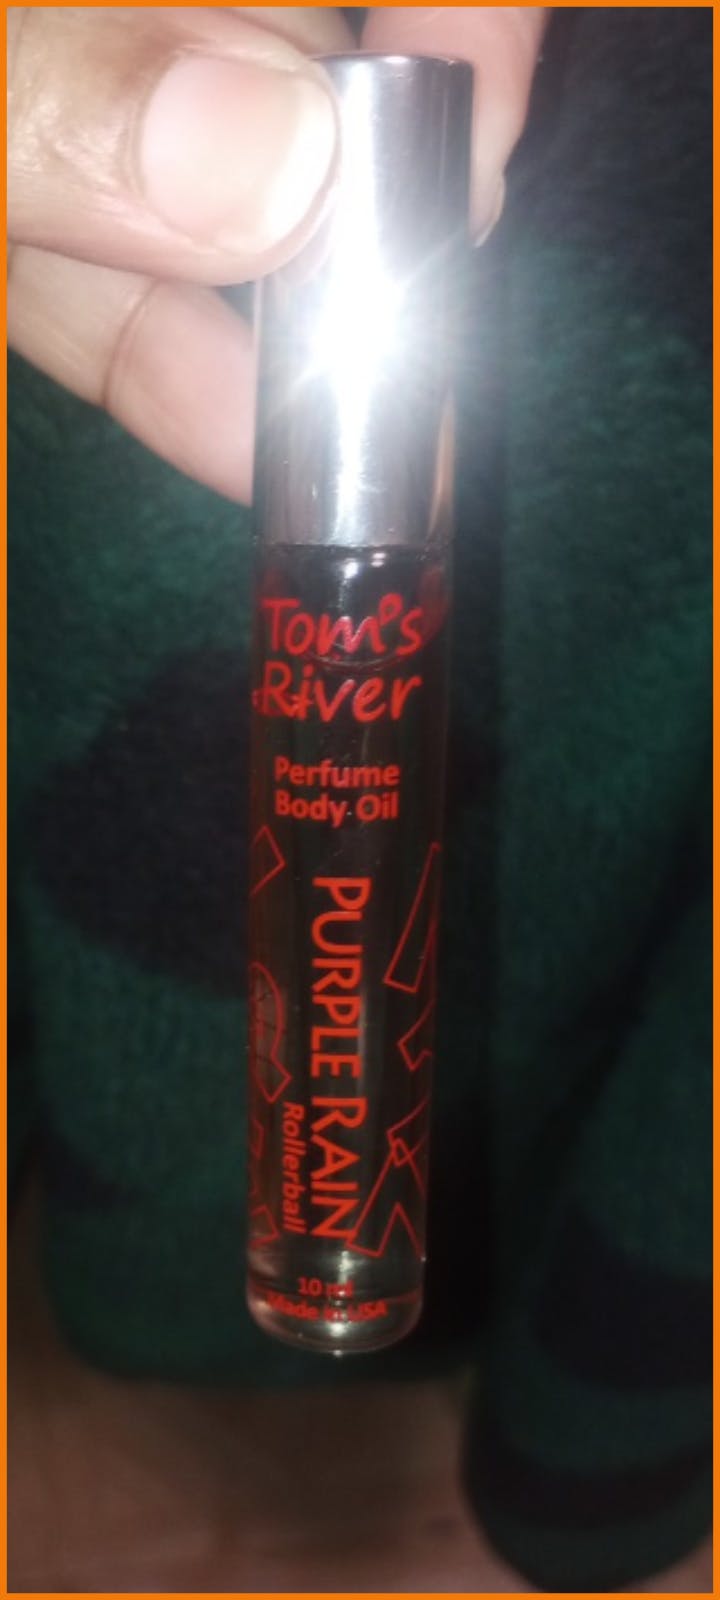 Tom's
River
Perfume
Body Oil
PURPLE RAIN
Rollerball
10 ml
Made in USA